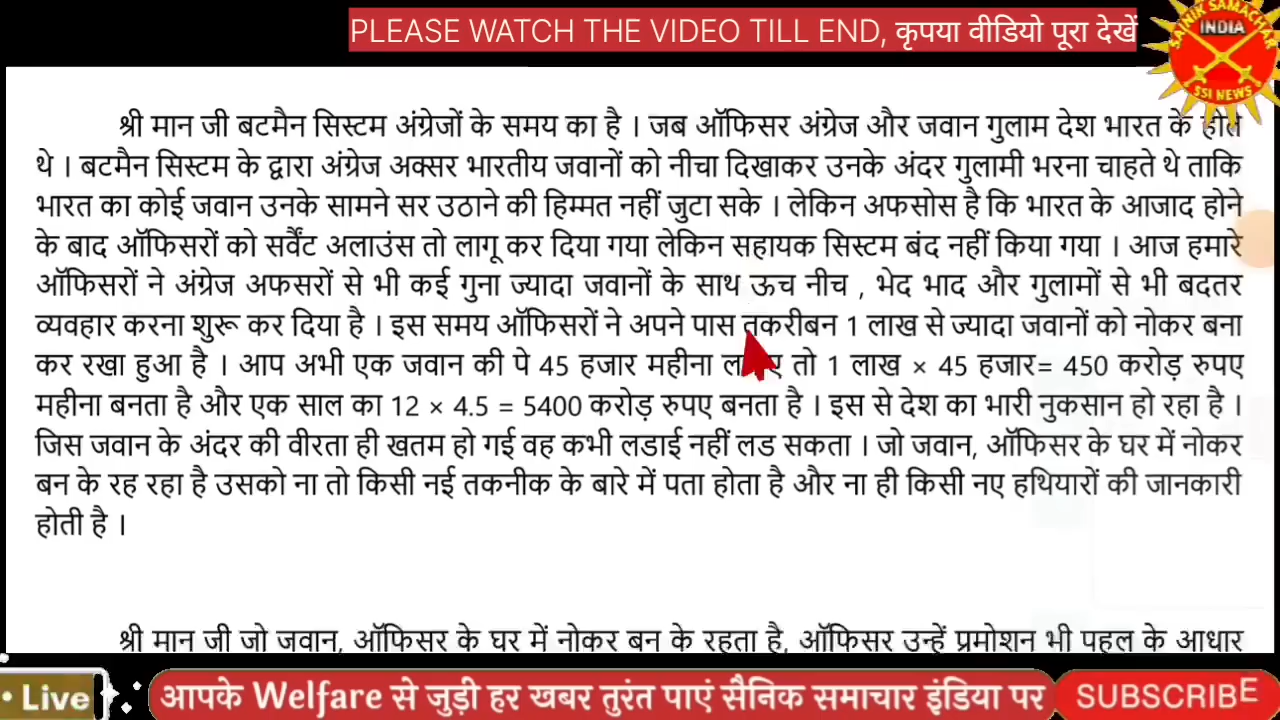 PLEASE WATCH THE VIDEO TILL END, कृपया वीडियो पूरा देखें
SAINIK SAMACHAR
INDIA
SSI NEWS
श्री मान जी बटमैन सिस्टम अंग्रेजों के समय का है । जब ऑफिसर अंग्रेज और जवान गुलाम देश भारत के होते
थे । बटमैन सिस्टम के द्वारा अंग्रेज अक्सर भारतीय जवानों को नीचा दिखाकर उनके अंदर गुलामी भरना चाहते थे ताकि
भारत का कोई जवान उनके सामने सर उठाने की हिम्मत नहीं जुटा सके । लेकिन अफसोस है कि भारत के आजाद होने
के बाद ऑफिसरों को सर्वैंट अलाउंस तो लागू कर दिया गया लेकिन सहायक सिस्टम बंद नहीं किया गया । आज हमारे
ऑफिसरों ने अंग्रेज अफसरों से भी कई गुना ज्यादा जवानों के साथ ऊच नीच , भेद भाद और गुलामों से भी बदतर
व्यवहार करना शुरू कर दिया है । इस समय ऑफिसरों ने अपने पास तकरीबन 1 लाख से ज्यादा जवानों को नोकर बना
कर रखा हुआ है । आप अभी एक जवान की पे 45 हजार महीना तो 1 लाख × 45 हजार= 450 करोड़ रुपए
महीना बनता है और एक साल का 12 × 4.5 = 5400 करोड़ रुपए बनता है । इस से देश का भारी नुकसान हो रहा है ।
जिस जवान के अंदर की वीरता ही खतम हो गई वह कभी लडाई नहीं लड सकता । जो जवान, ऑफिसर के घर में नोकर
बन के रह रहा है उसको ना तो किसी नई तकनीक के बारे में पता होता है और ना ही किसी नए हथियारों की जानकारी
होती है ।
श्री मान जी जो जवान, ऑफिसर के घर में नोकर बन के रहता है, ऑफिसर उन्हें प्रमोशन भी पहल के आधार
• Live
आपके Welfare से जुड़ी हर खबर तुरंत पाएं सैनिक समाचार इंडिया पर
SUBSCRIBE